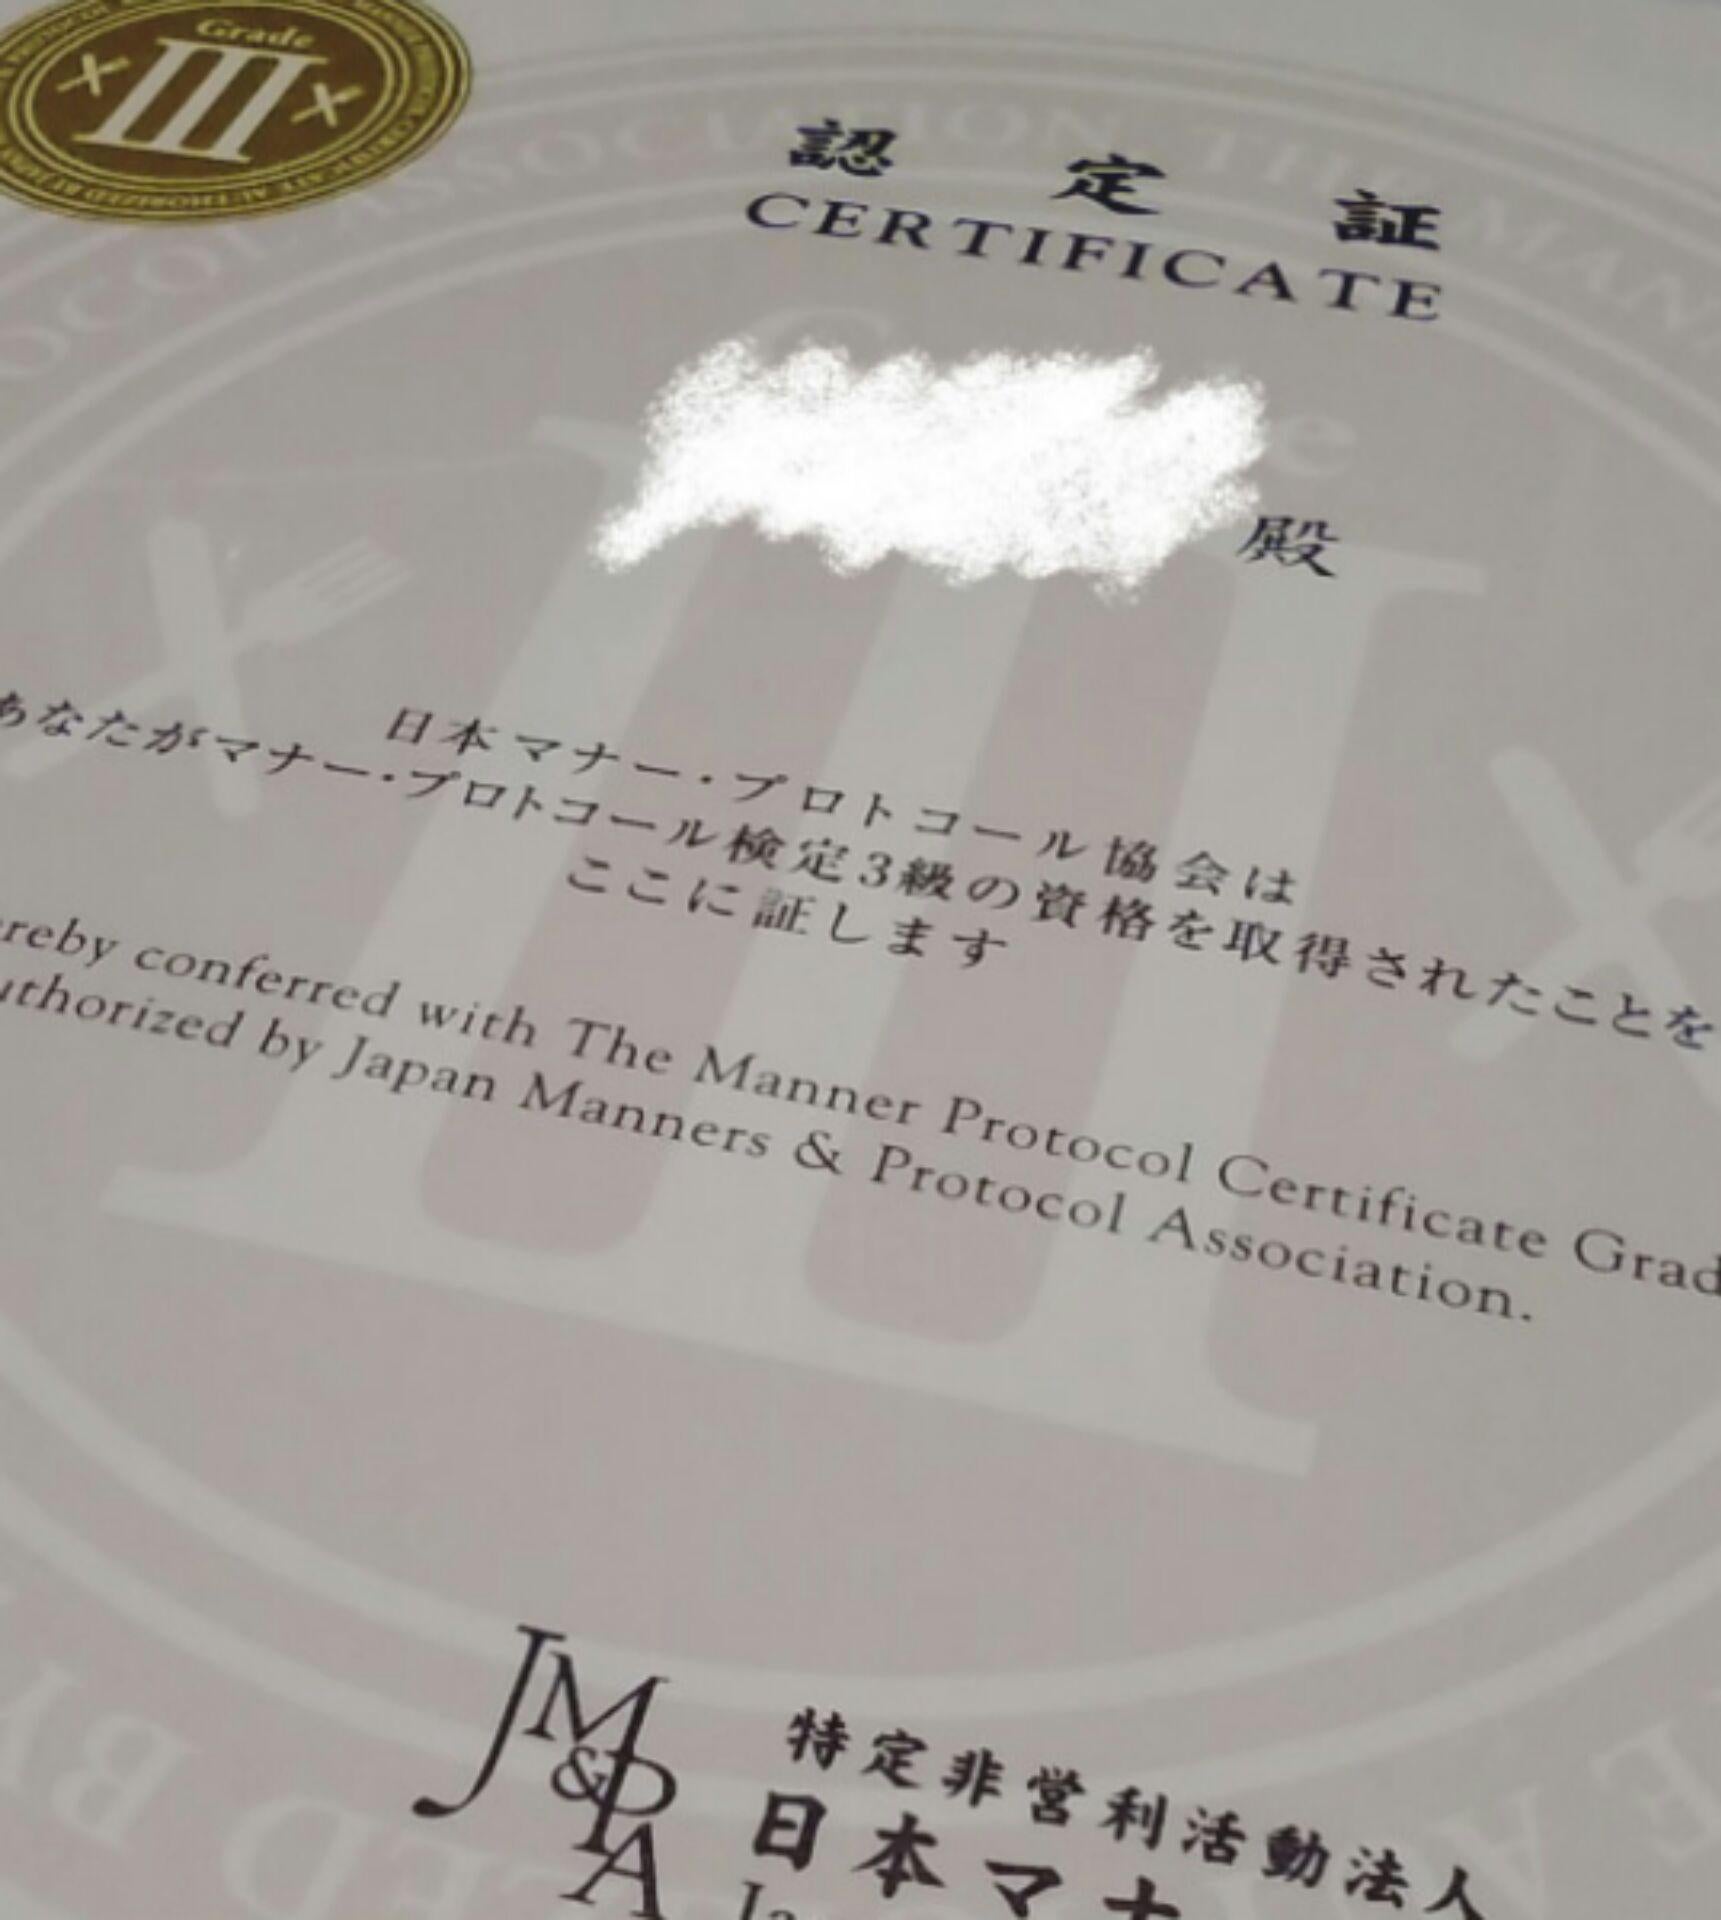 Grade
III
認定証
CERTIFICATE
殿
日本マナー・プロトコール協会は
あなたがマナー・プロトコール検定3級の資格を取得されたことを
ここに証します
conferred with The Manner Protocol Certificate
by Japan Manners & Protocol Association.
JM&PA
特定非営利活動法人
日本マナ